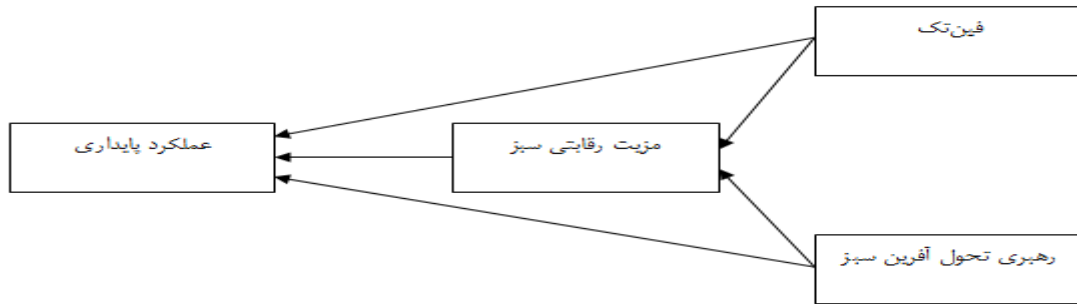 فین‌تک
مزیت رقابتی سبز
عملکرد پایداری
رهبری تحول آفرین سبز